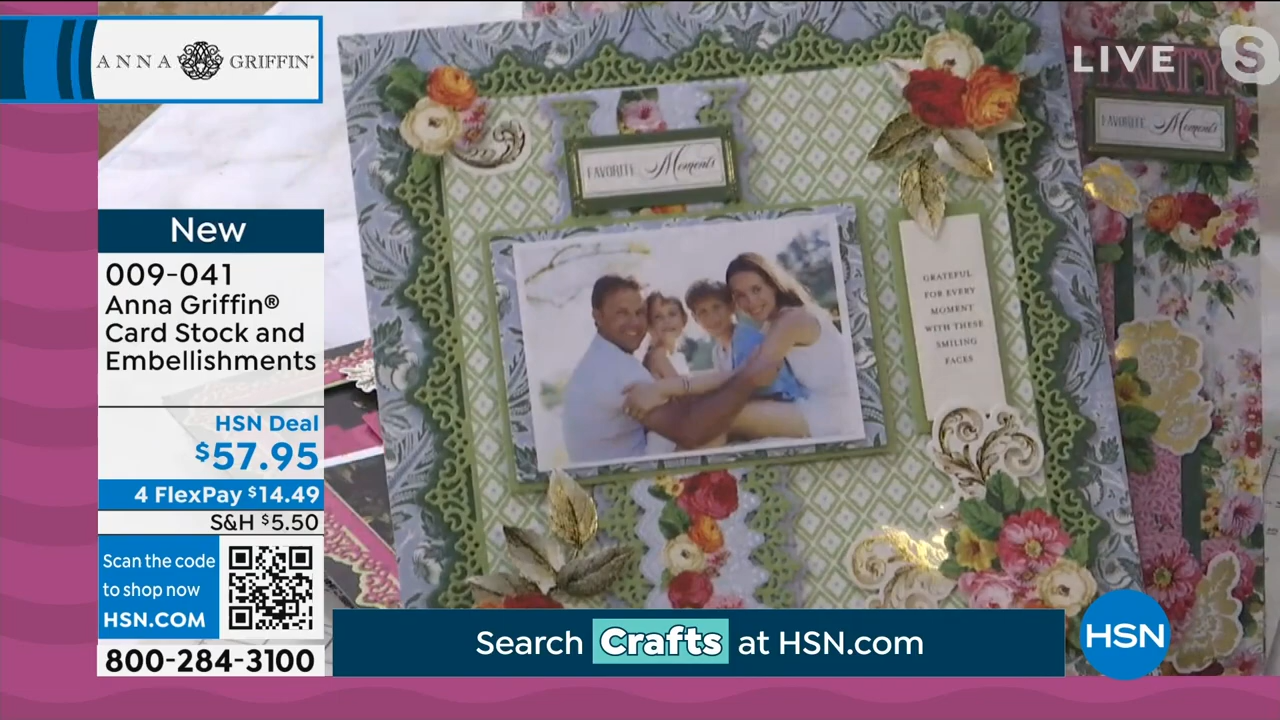 ANNA GRIFFIN®
LIVE S
PARTY
FAVORITE Moments
FAVORITE Moments
New
009-041
Anna Griffin®
Card Stock and
Embellishments
GRATEFUL
FOR EVERY
MOMENT
WITH THESE
SMILING
FACES
HSN Deal
$57.95
4 FlexPay $14.49
S&H $5.50
Scan the code
to shop now
HSN.COM
800-284-3100
Search Crafts at HSN.com
HSN